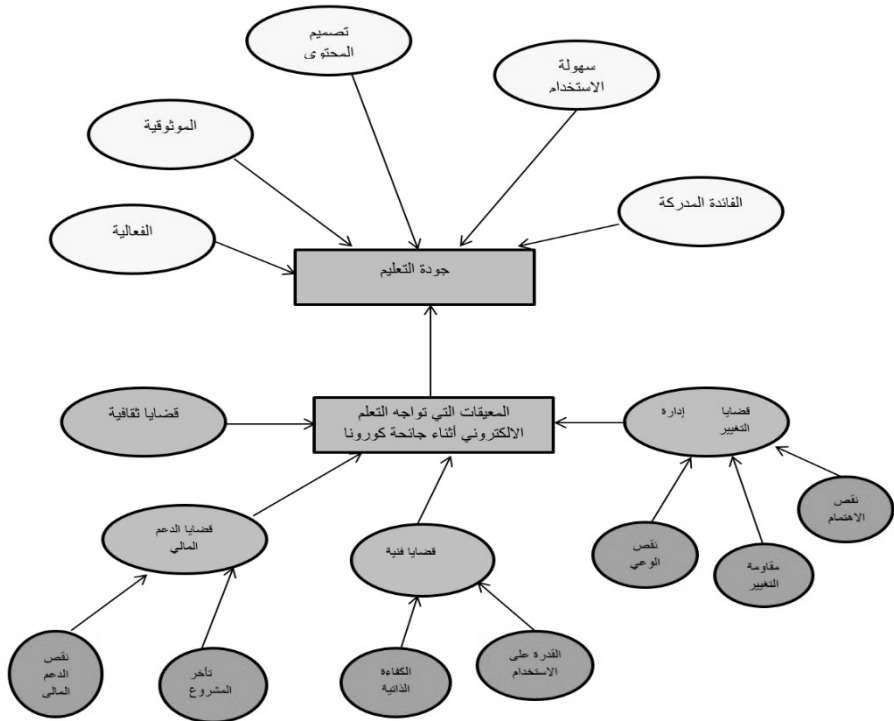 تصميم
المحتوى
سهولة
الاستخدام
الموثوقية
الفائدة المدركة
الفعالية
جودة التعليم
المعيقات التي تواجه التعلم
الالكتروني أثناء جائحة كورونا
قضايا ثقافية
قضايا إدارة
التغيير
قضايا الدعم
المالي
قضايا فنية
نقص
الوعي
مقاومة
التغيير
نقص
الاهتمام
نقص
الدعم
المالي
تأخر
المشروع
الكفاءة
الذاتية
القدرة على
الاستخدام